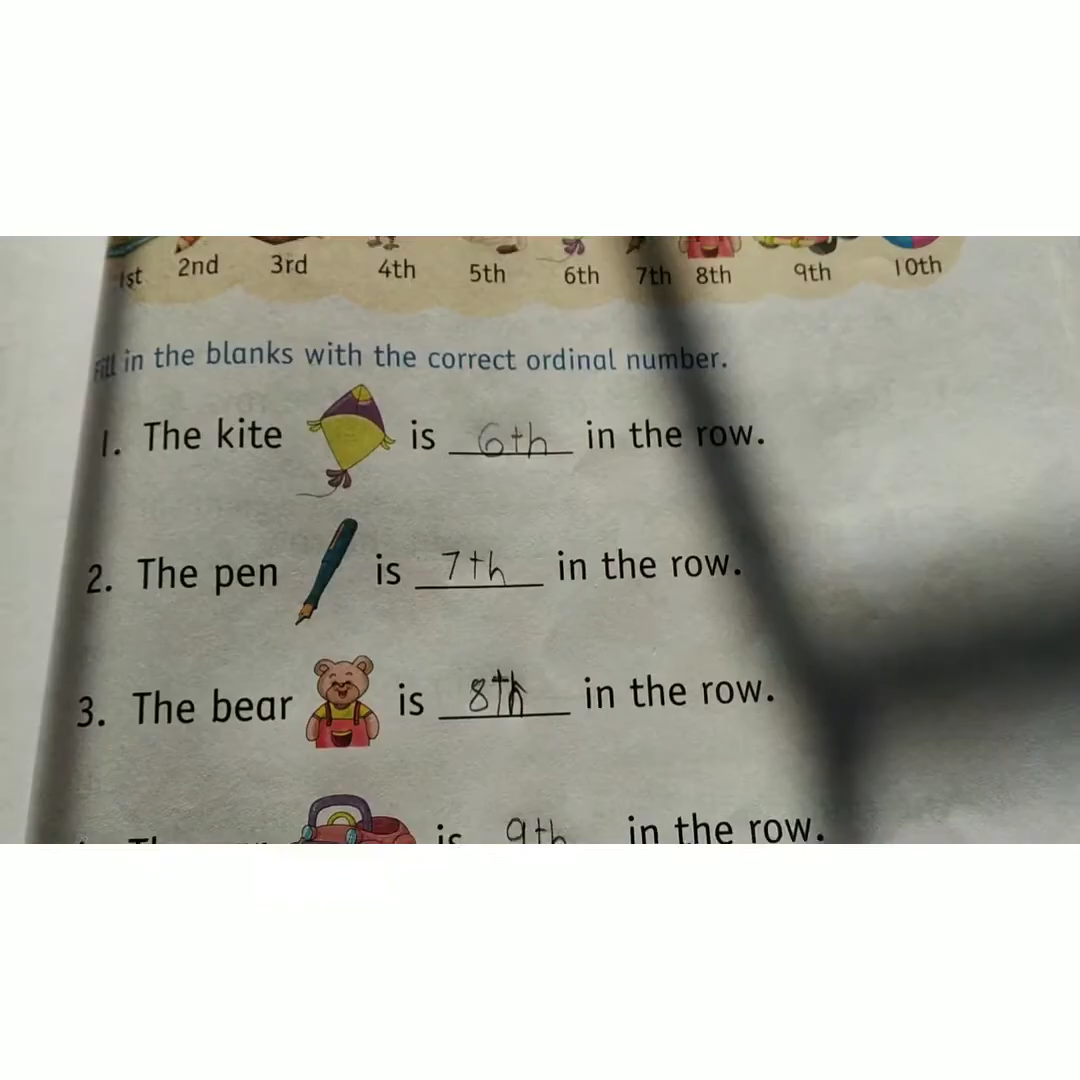 1st 2nd 3rd 4th 5th 6th 7th 8th 9th 10th
Fill in the blanks with the correct ordinal number.
1. The kite is 6th in the row.
2. The pen is 7th in the row.
3. The bear is 8th in the row.
is 9th in the row.